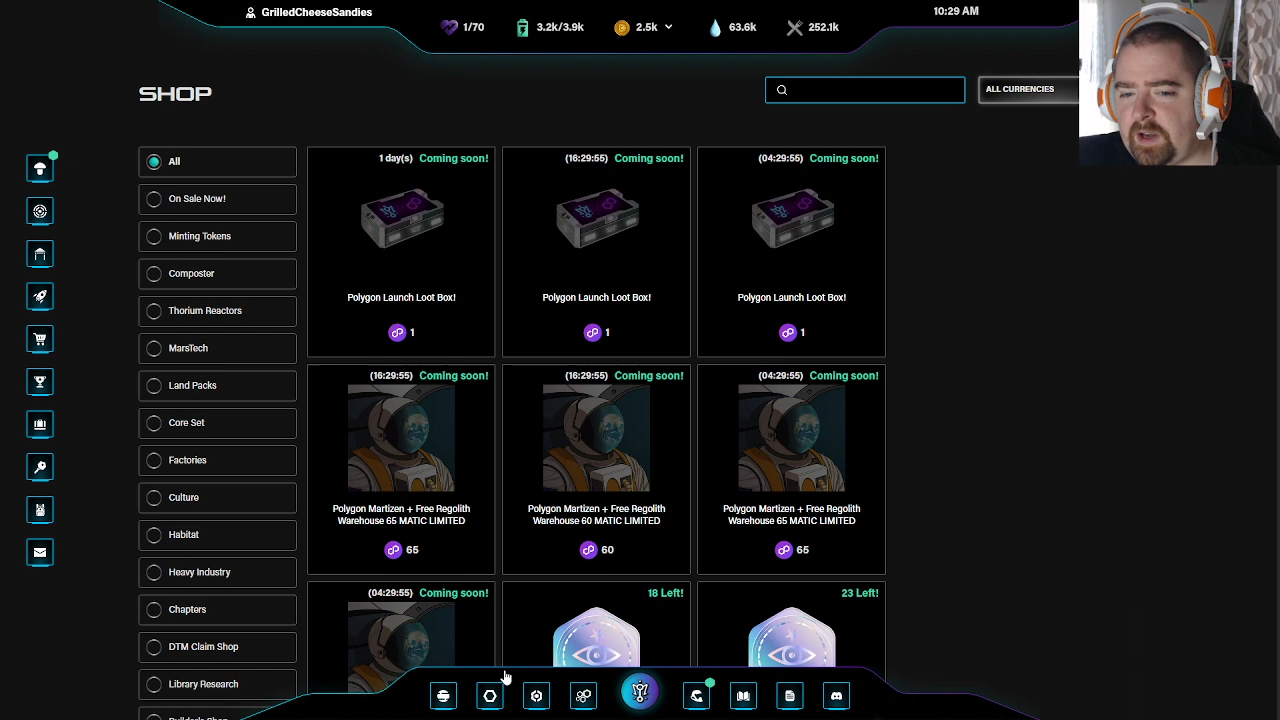 GrilledCheeseSandies
1/70
3.2k/3.9k
2.5k
63.6k
252.1k
10:29 AM
SHOP
ALL CURRENCIES
All
On Sale Now!
Minting Tokens
Composter
Thorium Reactors
MarsTech
Land Packs
Core Set
Factories
Culture
Habitat
Heavy Industry
Chapters
DTM Claim Shop
Library Research
1 day(s) Coming soon!
Polygon Launch Loot Box!
1
(16:29:55) Coming soon!
Polygon Launch Loot Box!
1
(04:29:55) Coming soon!
Polygon Launch Loot Box!
1
(16:29:55) Coming soon!
Polygon Martizen + Free Regolith
Warehouse 65 MATIC LIMITED
65
(16:29:55) Coming soon!
Polygon Martizen + Free Regolith
Warehouse 60 MATIC LIMITED
60
(04:29:55) Coming soon!
Polygon Martizen + Free Regolith
Warehouse 65 MATIC LIMITED
65
(04:29:55) Coming soon!
18 Left!
23 Left!